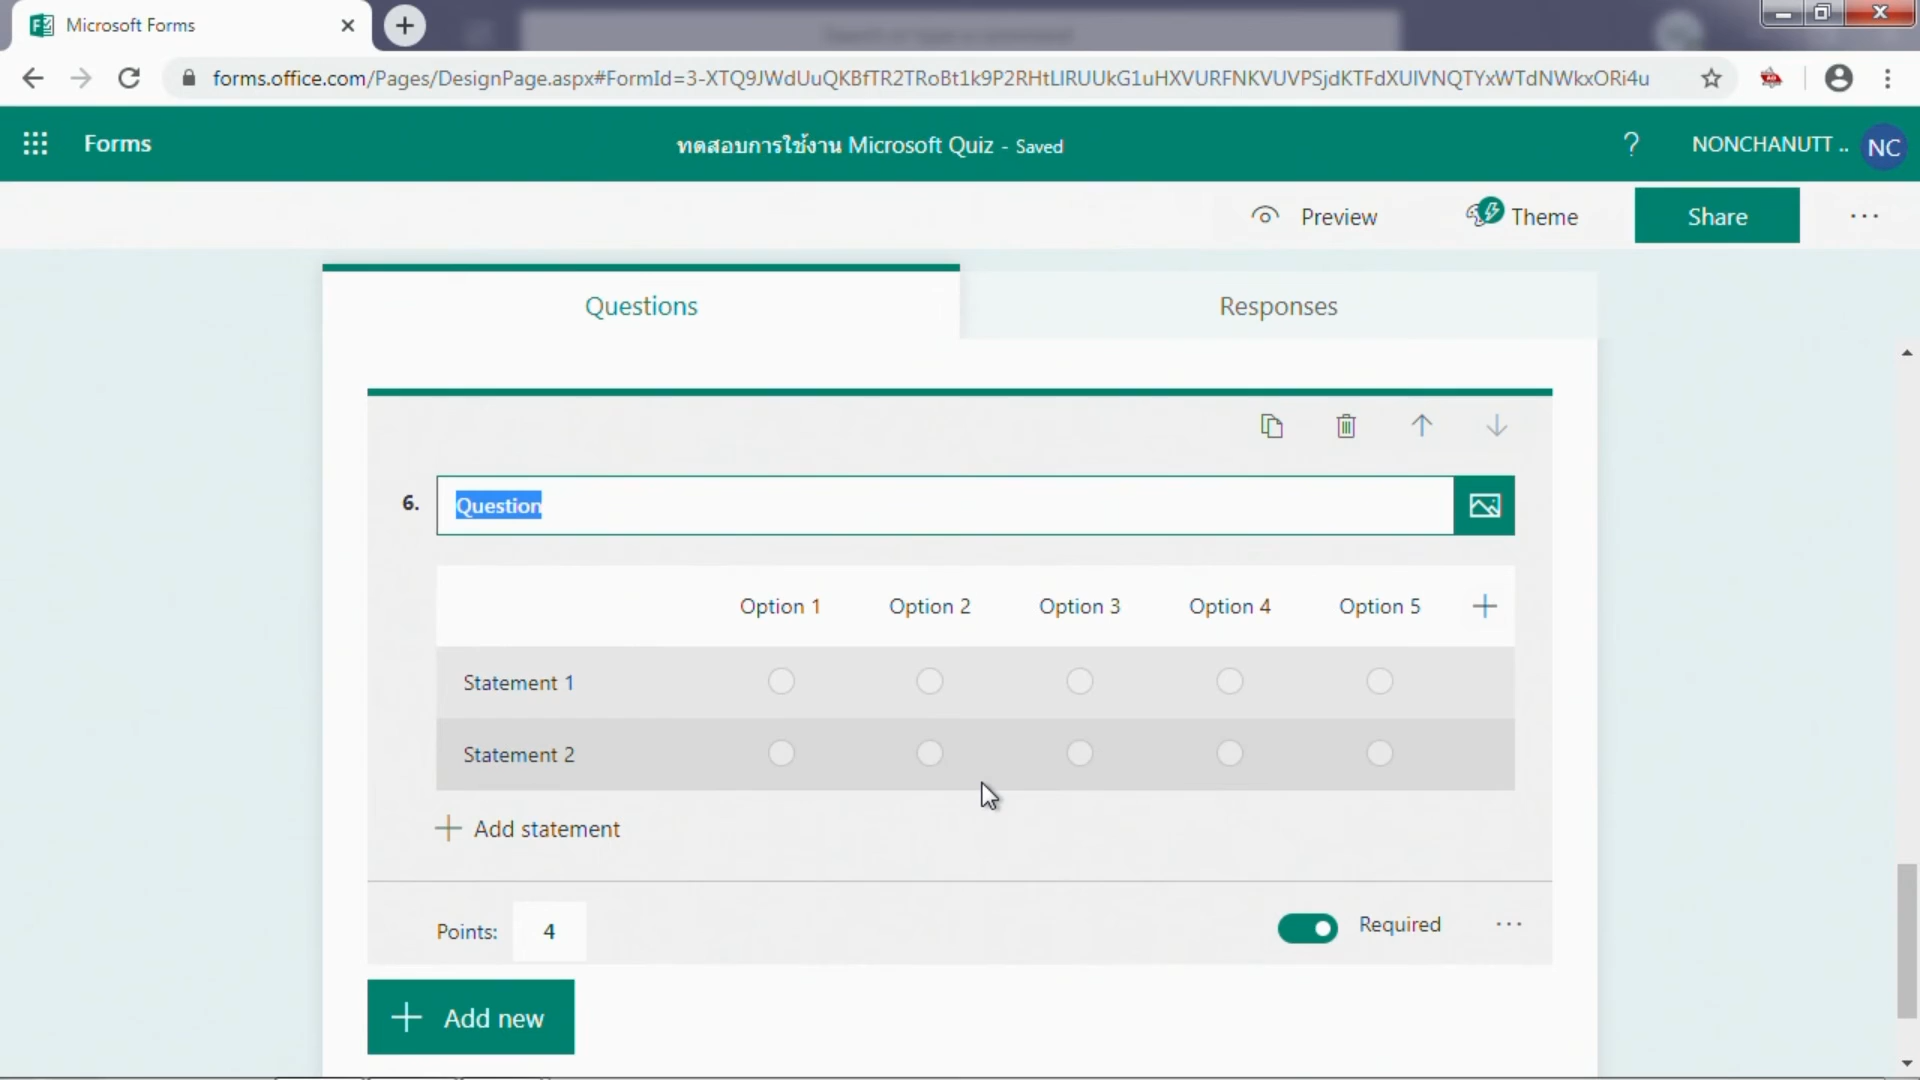 Microsoft Forms
forms.office.com/Pages/DesignPage.aspx#FormId=3-XTQ9JWdUuQKBfTR2TRoBt1k9P2RHtLlRUUkG1uHXVURFNKVUVPSjdKTFdXUlVNQTYxWTdNWkxORi4u
Forms
ทดสอบการใช้งาน Microsoft Quiz - Saved
?
NONCHANUTT ..
NC
Preview
Theme
Share
Questions
Responses
6. Question
Option 1 Option 2 Option 3 Option 4 Option 5
Statement 1
Statement 2
Add statement
Points: 4
Required
Add new